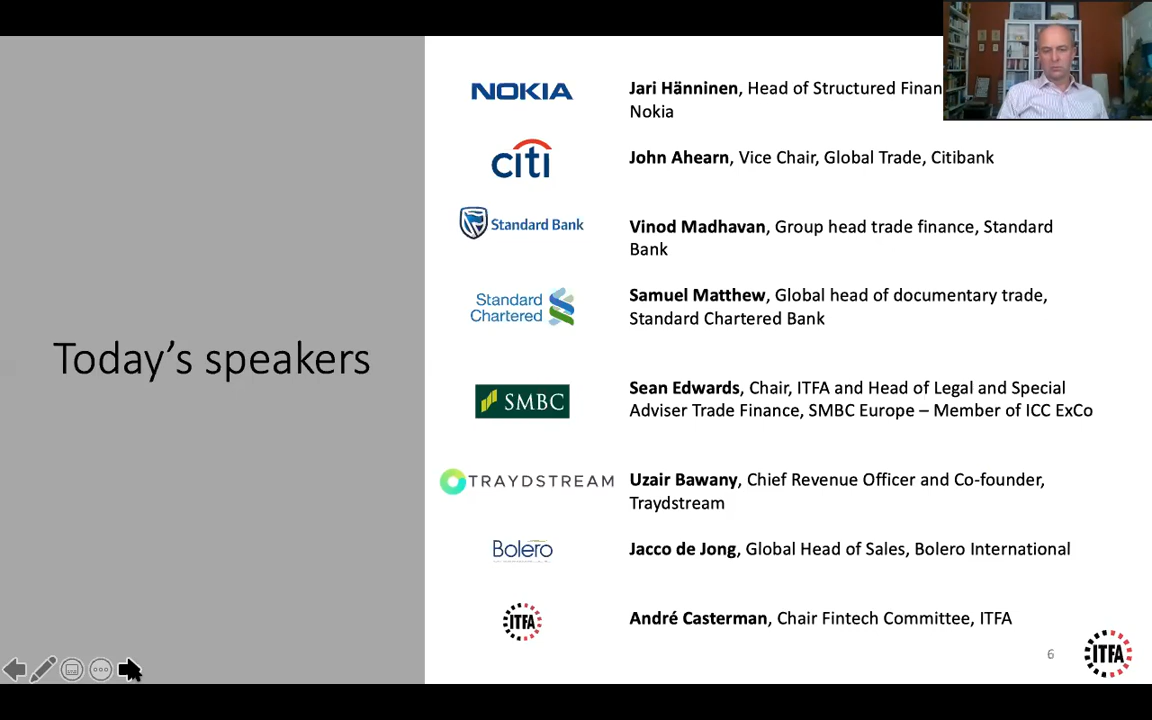 NOKIA
Jari Hänninen, Head of Structured Finan
Nokia
citi
John Ahearn, Vice Chair, Global Trade, Citibank
Standard Bank
Vinod Madhavan, Group head trade finance, Standard
Bank
Standard
Chartered
Samuel Matthew, Global head of documentary trade,
Standard Chartered Bank
Today's speakers
SMBC
Sean Edwards, Chair, ITFA and Head of Legal and Special
Adviser Trade Finance, SMBC Europe – Member of ICC ExCo
TRAYDSTREAM
Uzair Bawany, Chief Revenue Officer and Co-founder,
Traydstream
Bolero
Jacco de Jong, Global Head of Sales, Bolero International
ITFA
André Casterman, Chair Fintech Committee, ITFA
6
ITFA